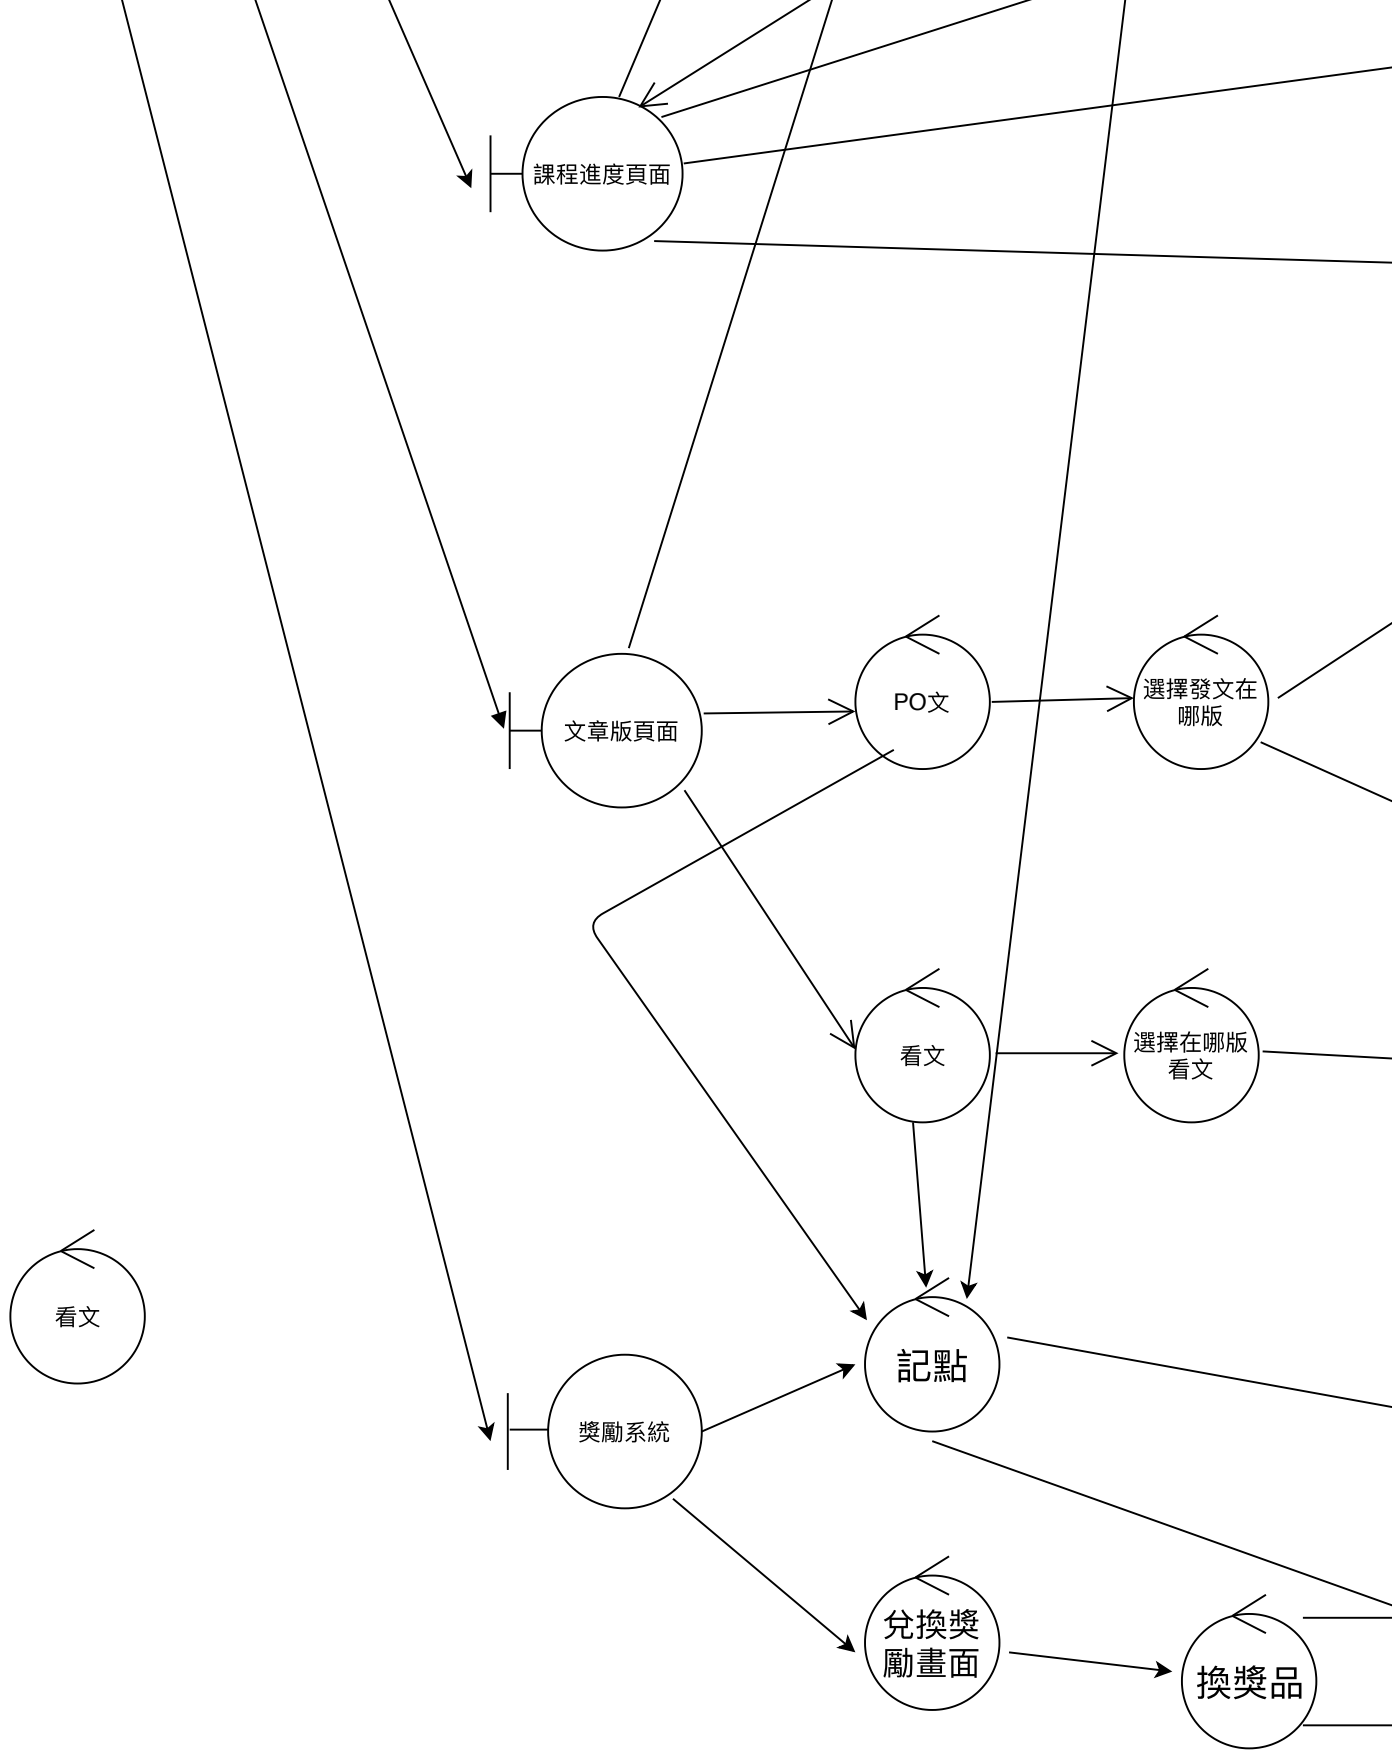 課程進度頁面
文章版頁面
PO文
選擇發文在
哪版
看文
選擇在哪版
看文
看文
記點
獎勵系統
兌換獎
勵畫面
換獎品